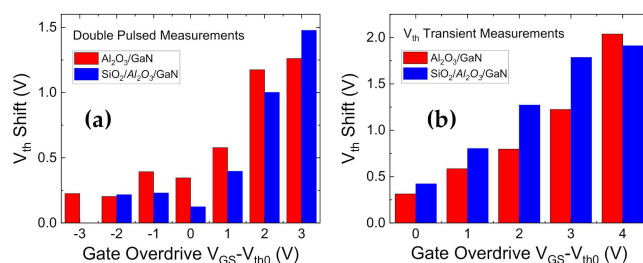 Double Pulsed Measurements
Al₂O₃/GaN
SiO₂/Al₂O₃/GaN
(a)
Vth Shift (V)
1.5
1.0
0.5
0.0
-3 -2 -1 0 1 2 3
Gate Overdrive VGS-Vth0 (V)
Vth Transient Measurements
Al₂O₃/GaN
SiO₂/Al₂O₃/GaN
(b)
Vth Shift (V)
2.0
1.5
1.0
0.5
0.0
0 1 2 3 4
Gate Overdrive VGS-Vth0 (V)